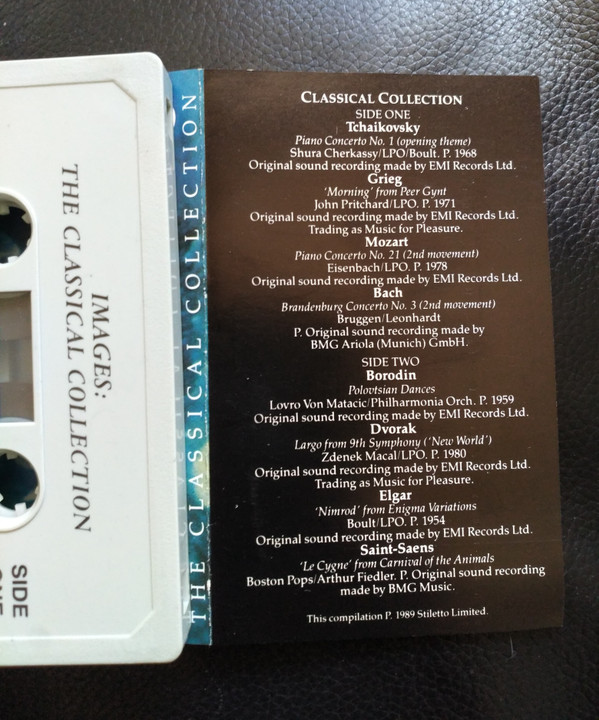 IMAGES:
THE CLASSICAL COLLECTION
SIDE
ONE
THE CLASSICAL COLLECTION
CLASSICAL COLLECTION
SIDE ONE
Tchaikovsky
Piano Concerto No. 1 (opening theme)
Shura Cherkassy/LPO/Boult. P. 1968
Original sound recording made by EMI Records Ltd.
Grieg
'Morning' from Peer Gynt
John Pritchard/LPO. P. 1971
Original sound recording made by EMI Records Ltd.
Trading as Music for Pleasure.
Mozart
Piano Concerto No. 21 (2nd movement)
Eisenbach/LPO. P. 1978
Original sound recording made by EMI Records Ltd.
Bach
Brandenburg Concerto No. 3 (2nd movement)
Bruggen/Leonhardt
P. Original sound recording made by
BMG Ariola (Munich) GmbH.
SIDE TWO
Borodin
Polovtsian Dances
Lovro Von Matacic/Philharmonia Orch. P. 1959
Original sound recording made by EMI Records Ltd.
Dvorak
Largo from 9th Symphony ('New World')
Zdenek Macal/LPO. P. 1980
Original sound recording made by EMI Records Ltd.
Trading as Music for Pleasure.
Elgar
'Nimrod' from Enigma Variations
Boult/LPO. P. 1954
Original sound recording made by EMI Records Ltd.
Saint-Saens
'Le Cygne' from Carnival of the Animals
Boston Pops/Arthur Fiedler. P. Original sound recording
made by BMG Music.
This compilation P. 1989 Stiletto Limited.